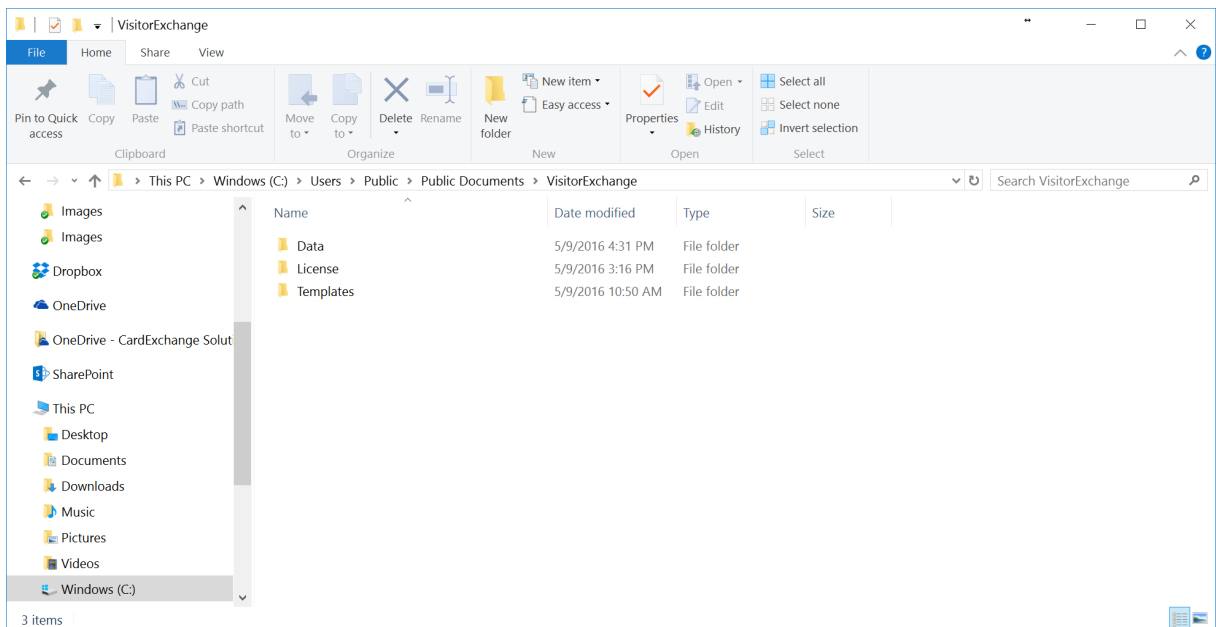 VisitorExchange
File Home Share View
Pin to Quick access
Copy
Paste
Cut
Copy path
Paste shortcut
Clipboard
Move to
Copy to
Delete
Rename
Organize
New folder
New item
Easy access
New
Properties
Open
Edit
History
Open
Select all
Select none
Invert selection
Select
This PC > Windows (C:) > Users > Public > Public Documents > VisitorExchange
Search VisitorExchange
Images
Images
Dropbox
OneDrive
OneDrive - CardExchange Solut
SharePoint
This PC
Desktop
Documents
Downloads
Music
Pictures
Videos
Windows (C:)
Name Date modified Type Size
Data 5/9/2016 4:31 PM File folder
License 5/9/2016 3:16 PM File folder
Templates 5/9/2016 10:50 AM File folder
3 items